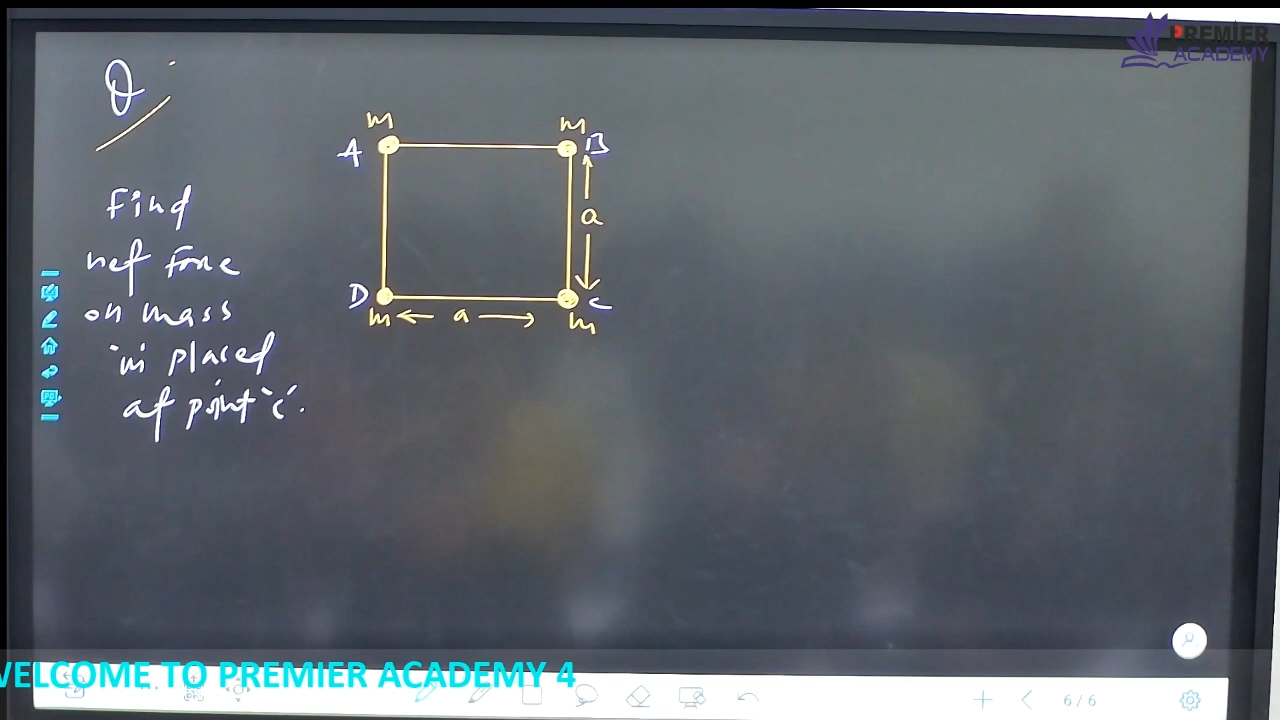 Q
PREMIER
ACADEMY
m
m
A
B
a
Find
net Force
on mass
'm' placed
at point 'c'.
D
C
m
a
m
WELCOME TO PREMIER ACADEMY 4
6/6